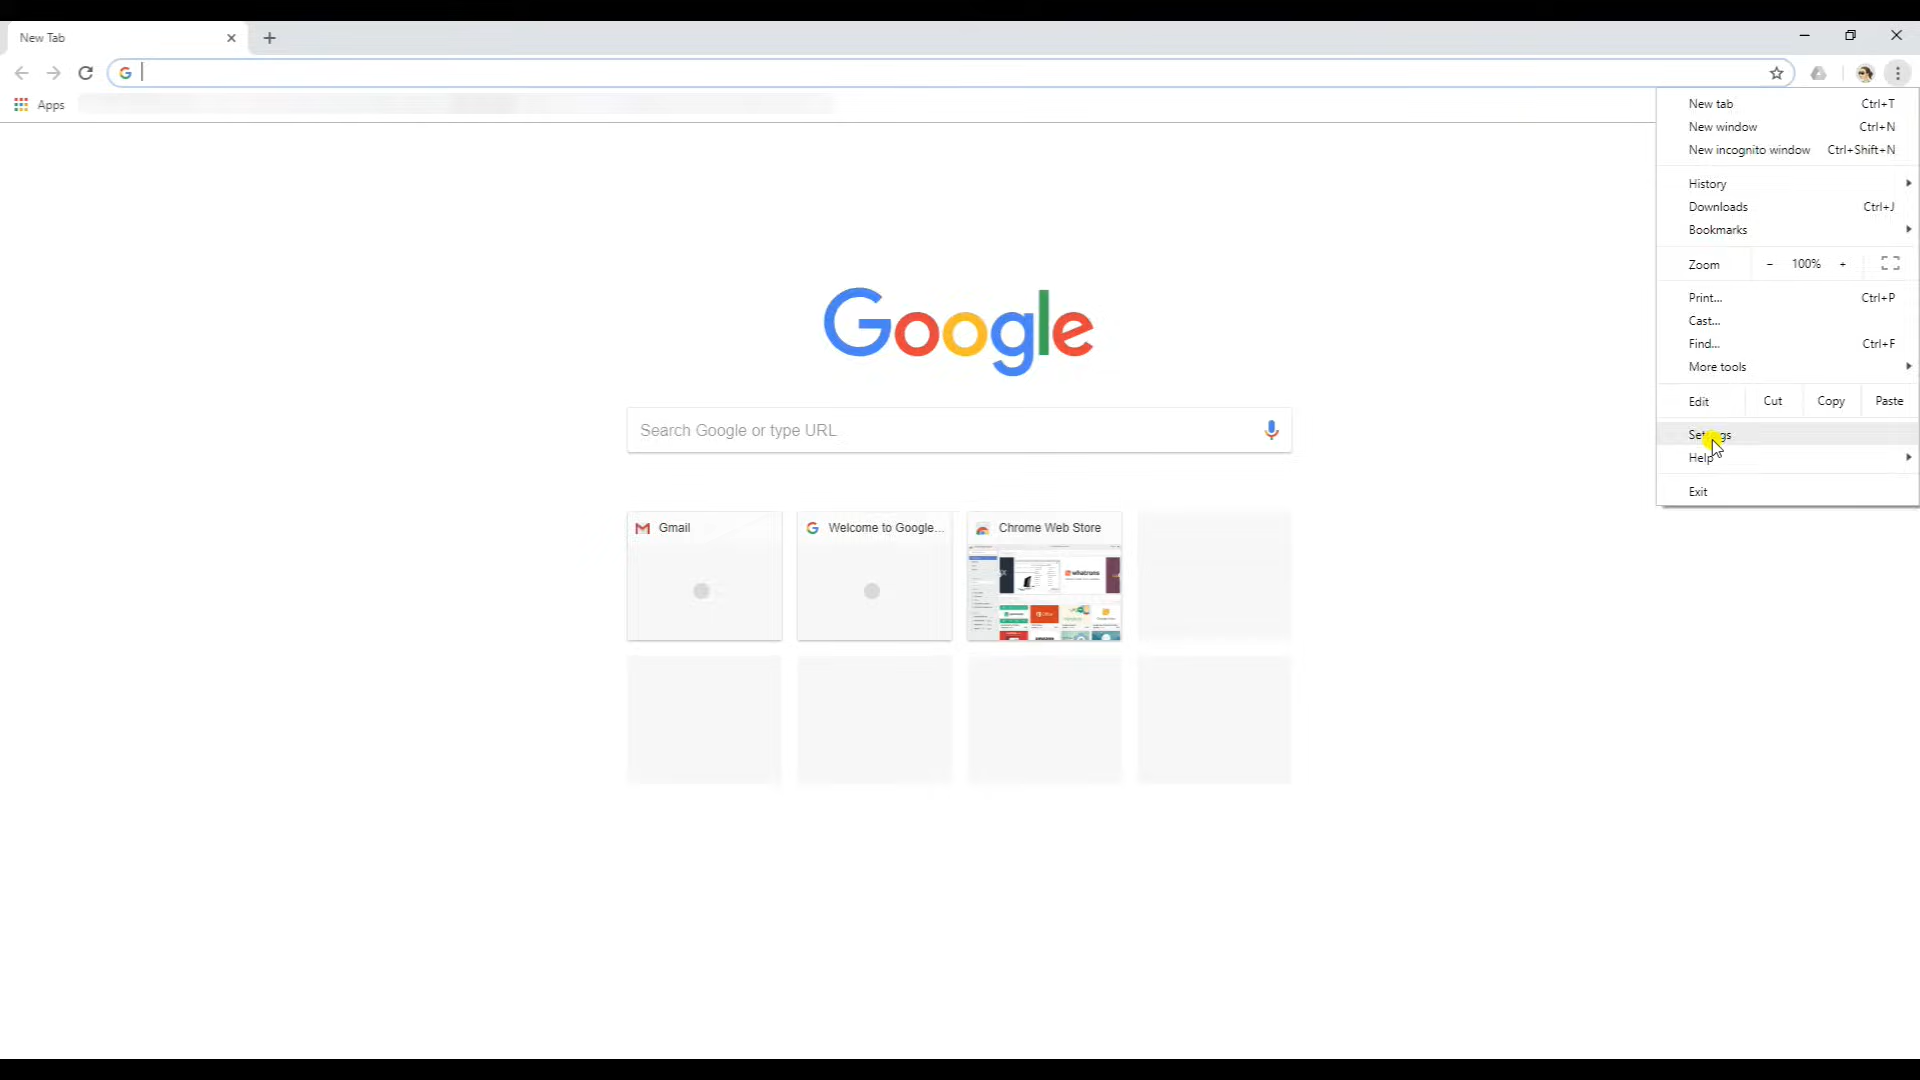 New Tab
Apps
New tab Ctrl+T
New window Ctrl+N
New incognito window Ctrl+Shift+N
History
Downloads Ctrl+J
Bookmarks
Zoom - 100% +
Print... Ctrl+P
Cast...
Find... Ctrl+F
More tools
Edit Cut Copy Paste
Settings
Help
Exit
Google
Search Google or type URL
Gmail
Welcome to Google...
Chrome Web Store
whatruns